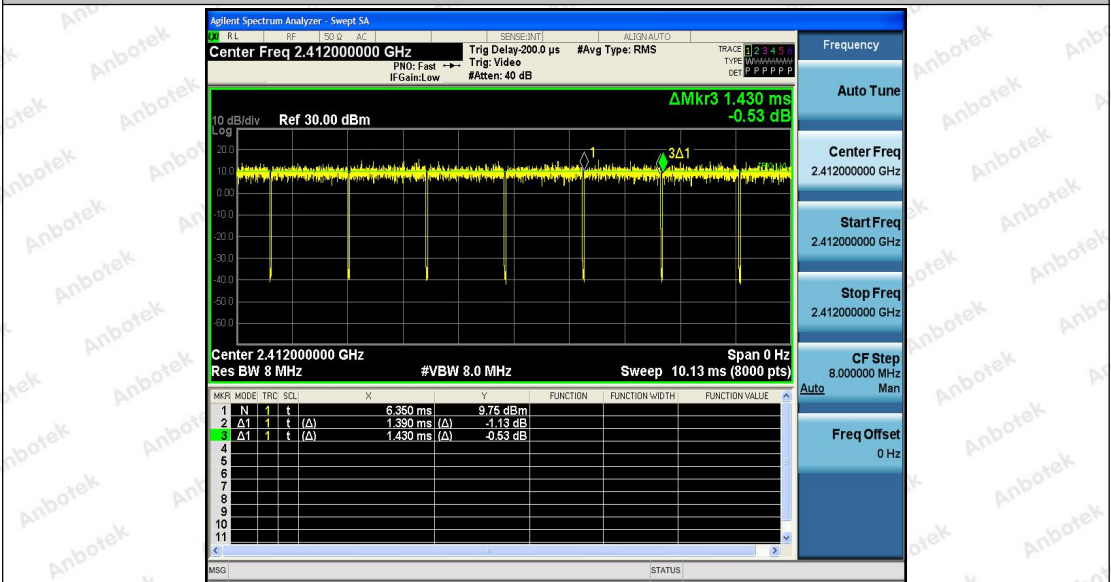 Agilent Spectrum Analyzer - Swept SA
RL RF 50 Ω AC SENSE:INT ALIGNAUTO
Center Freq 2.412000000 GHz
PNO: Fast
IFGain:Low
Trig Delay-200.0 µs
Trig: Video
#Atten: 40 dB
#Avg Type: RMS
TRACE 1 2 3 4 5 6
TYPE
DET P P P P P P
ΔMkr3 1.430 ms
-0.53 dB
10 dB/div
Log
Ref 30.00 dBm
20.0
10.0
0.00
-10.0
-20.0
-30.0
-40.0
-50.0
-60.0
1
3Δ1
Center 2.412000000 GHz
Span 0 Hz
Res BW 8 MHz
#VBW 8.0 MHz
Sweep 10.13 ms (8000 pts)
MKR MODE TRC SCL X Y FUNCTION FUNCTION WIDTH FUNCTION VALUE
1 N 1 t 6.350 ms 9.75 dBm
2 Δ1 1 t (Δ) 1.390 ms (Δ) -1.13 dB
3 Δ1 1 t (Δ) 1.430 ms (Δ) -0.53 dB
4
5
6
7
8
9
10
11
MSG STATUS
Frequency
Auto Tune
Center Freq
2.412000000 GHz
Start Freq
2.412000000 GHz
Stop Freq
2.412000000 GHz
CF Step
8.000000 MHz
Auto Man
Freq Offset
0 Hz
Anbotek